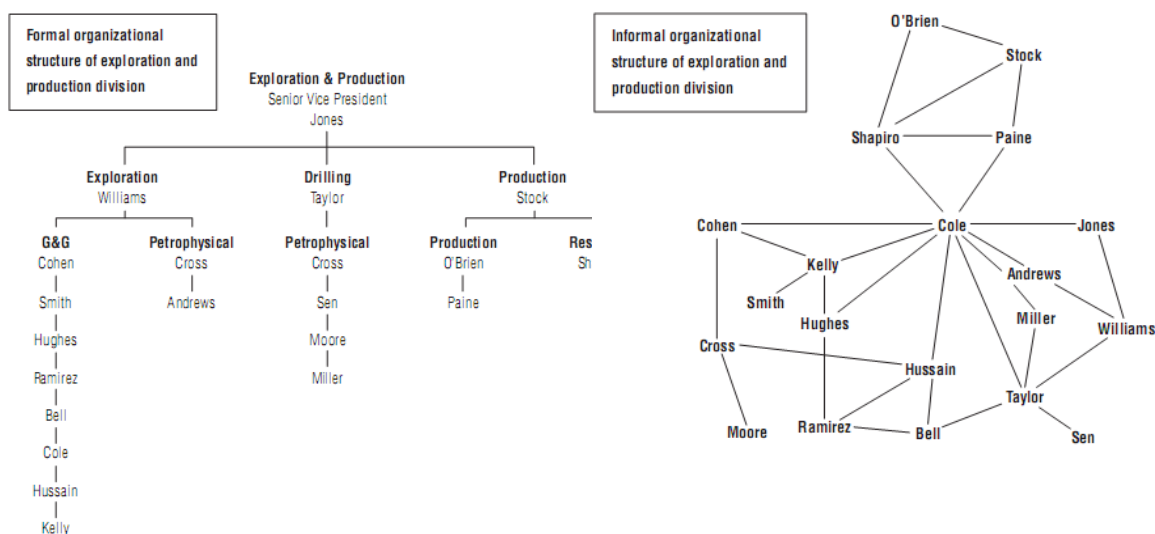 Formal organizational
structure of exploration and
production division
Exploration & Production
Senior Vice President
Jones
Exploration
Williams
Drilling
Taylor
Production
Stock
G&G
Cohen
Smith
Hughes
Ramirez
Bell
Cole
Hussain
Kelly
Petrophysical
Cross
Andrews
Petrophysical
Cross
Sen
Moore
Miller
Production
O'Brien
Paine
Res
Sh
Informal organizational
structure of exploration and
production division
O'Brien
Stock
Shapiro
Paine
Cohen
Cole
Jones
Kelly
Andrews
Smith
Hughes
Miller
Williams
Cross
Hussain
Taylor
Moore
Ramirez
Bell
Sen